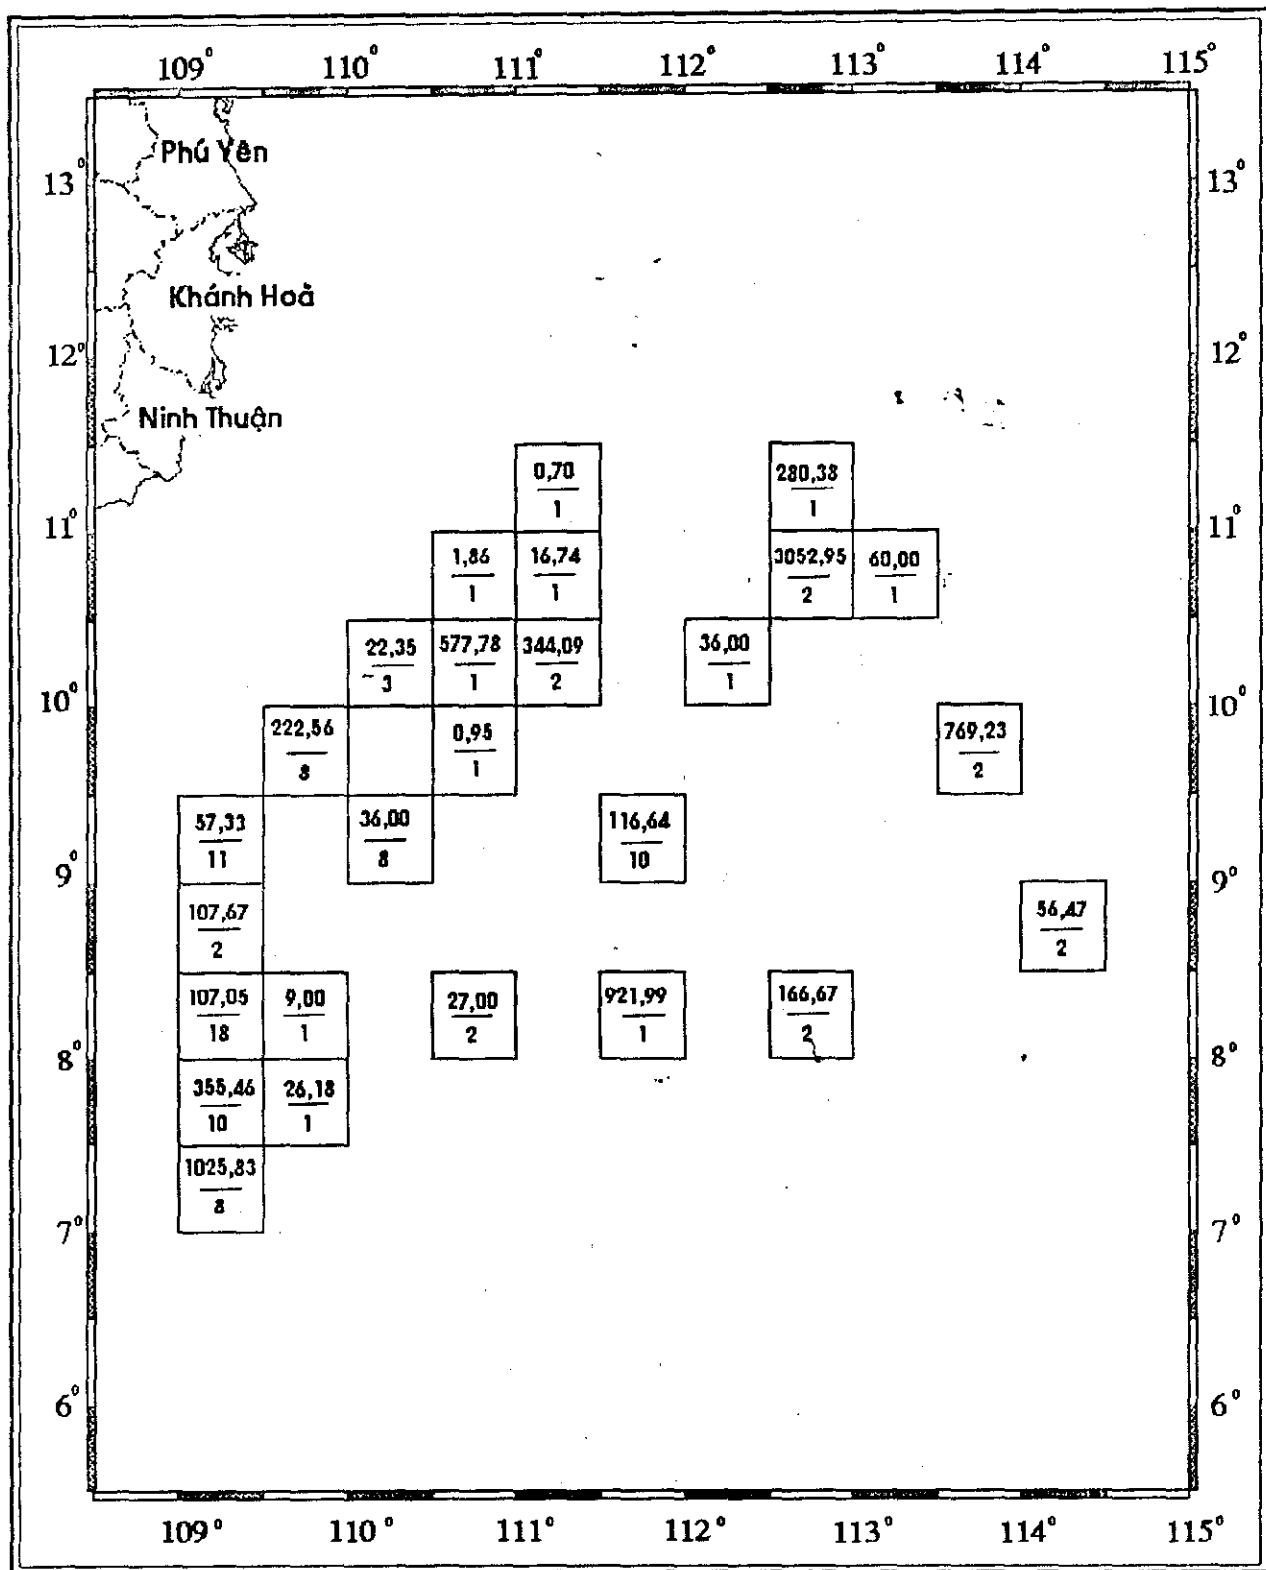 109° 110° 111° 112° 113° 114° 115°
Phú Yên
13° 13°
Khánh Hoà
12° 12°
Ninh Thuận
0,70 280,38
1 1
11° 11°
1,86 16,74 3052,95 60,00
1 1 2 1
22,35 577,78 344,09 36,00
3 1 2 1
10° 10°
222,56 0,95 769,23
8 1 2
57,33 36,00 116,64
11 8 10
9° 9°
107,67 56,47
2 2
107,05 9,00 27,00 921,99 166,67
18 1 2 1 2
8° 8°
355,46 26,18
10 1
1025,83
8
7° 7°
6° 6°
109° 110° 111° 112° 113° 114° 115°